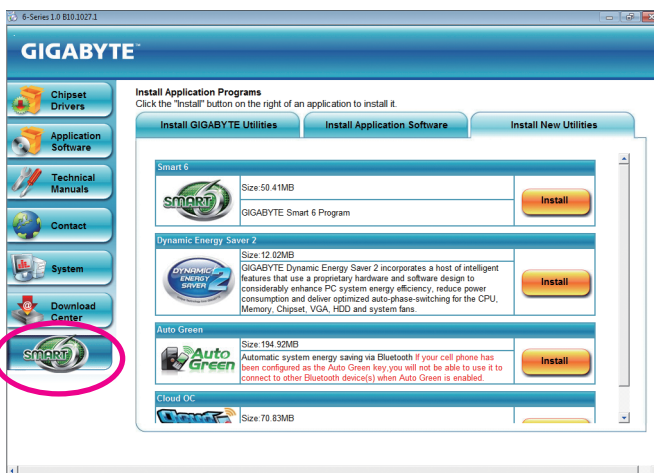 6-Series 1.0 B10.1027.1
GIGABYTE™
Chipset
Drivers
Application
Software
Technical
Manuals
Contact
System
Download
Center
SMART 6
Install Application Programs
Click the "Install" button on the right of an application to install it.
Install GIGABYTE Utilities
Install Application Software
Install New Utilities
Smart 6
SMART 6
Size:50.41MB
GIGABYTE Smart 6 Program
Install
Dynamic Energy Saver 2
DYNAMIC
ENERGY
SAVER 2
Size:12.02MB
GIGABYTE Dynamic Energy Saver 2 incorporates a host of intelligent
features that use a proprietary hardware and software design to
considerably enhance PC system energy efficiency, reduce power
consumption and deliver optimized auto-phase-switching for the CPU,
Memory, Chipset, VGA, HDD and system fans.
Install
Auto Green
Auto
Green
Size:194.92MB
Automatic system energy saving via Bluetooth If your cell phone has
been configured as the Auto Green key,you will not be able to use it to
connect to other Bluetooth device(s) when Auto Green is enabled.
Install
Cloud OC
Size:70.83MB